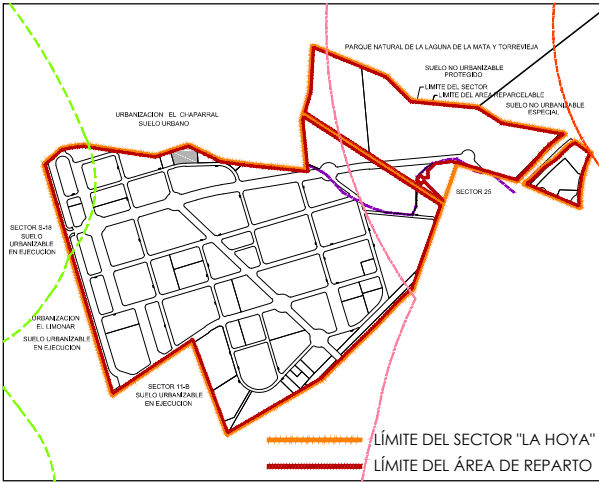 PARQUE NATURAL DE LA LAGUNA DE LA MATA Y TORREVIEJA
SUELO NO URBANIZABLE
PROTEGIDO
LIMITE DEL SECTOR
LIMITE DEL AREA REPARCELABLE
SUELO NO URBANIZABLE
ESPECIAL
URBANIZACION EL CHAPARRAL
SUELO URBANO
SECTOR 25
SECTOR S-18
SUELO
URBANIZABLE
EN EJECUCION
URBANIZACION
EL LIMONAR
SUELO URBANIZABLE
EN EJECUCION
SECTOR 11-B
SUELO URBANIZABLE
EN EJECUCION
LÍMITE DEL SECTOR "LA HOYA"
LÍMITE DEL ÁREA DE REPARTO